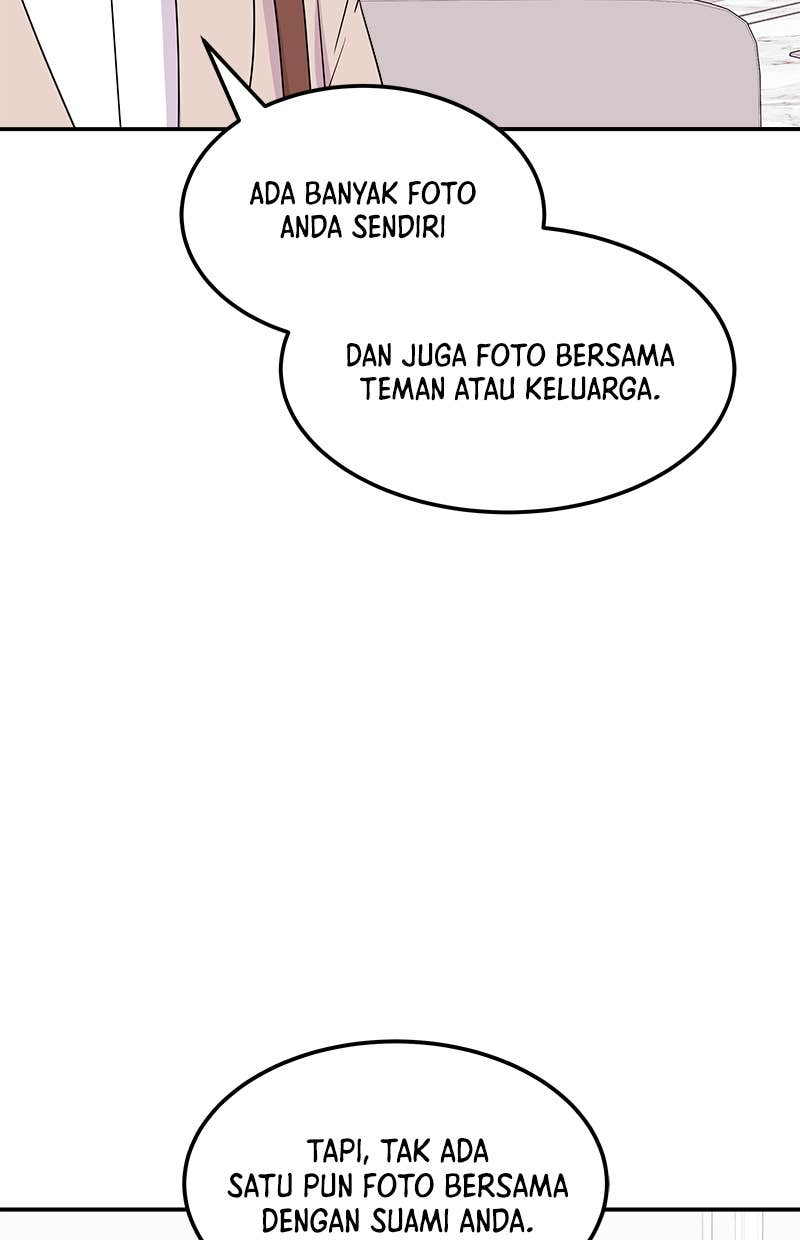 ADA BANYAK FOTO
ANDA SENDIRI
DAN JUGA FOTO BERSAMA
TEMAN ATAU KELUARGA.
TAPI, TAK ADA
SATU PUN FOTO BERSAMA
DENGAN SUAMI ANDA.